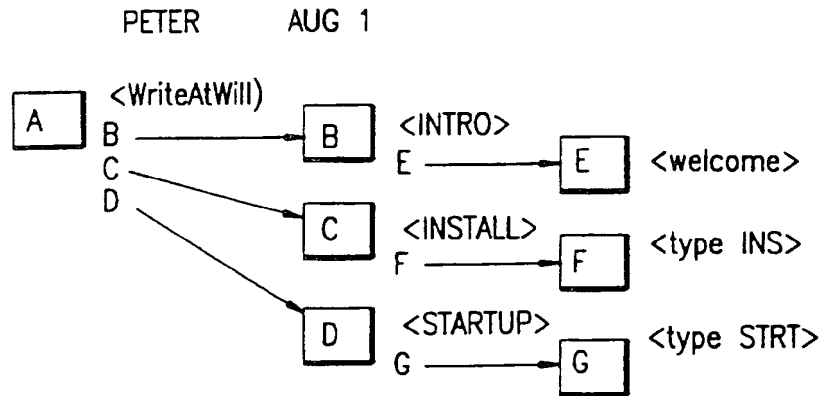 PETER AUG 1
<WriteAtWill)
A
B
B
<INTRO>
E
E
<welcome>
C
D
C
<INSTALL>
F
F
<type INS>
D
<STARTUP>
G
G
<type STRT>